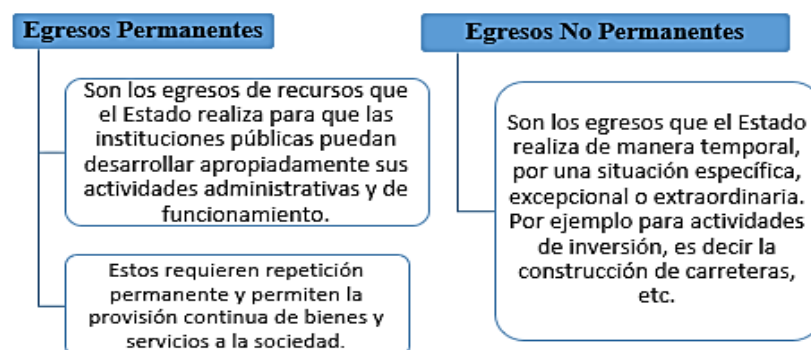 Egresos Permanentes
Son los egresos de recursos que
el Estado realiza para que las
instituciones públicas puedan
desarrollar apropiadamente sus
actividades administrativas y de
funcionamiento.
Estos requieren repetición
permanente y permiten la
provisión continua de bienes y
servicios a la sociedad.
Egresos No Permanentes
Son los egresos que el Estado
realiza de manera temporal,
por una situación específica,
excepcional o extraordinaria.
Por ejemplo para actividades
de inversión, es decir la
construcción de carreteras,
etc.